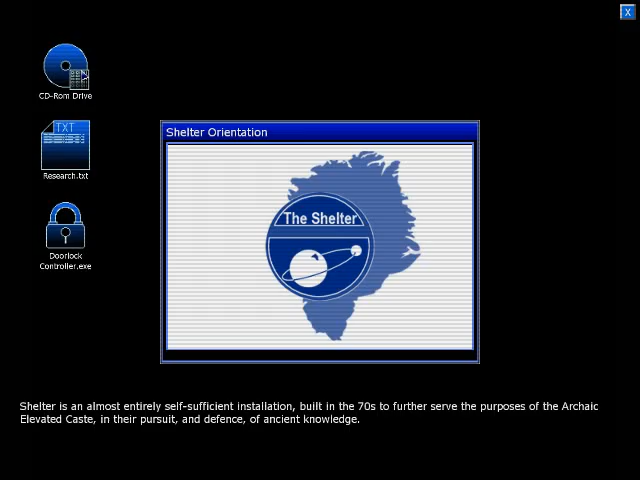 X
CD-Rom Drive
TXT
Research.txt
Doorlock
Controller.exe
Shelter Orientation
The Shelter
Shelter is an almost entirely self-sufficient installation, built in the 70s to further serve the purposes of the Archaic
Elevated Caste, in their pursuit, and defence, of ancient knowledge.